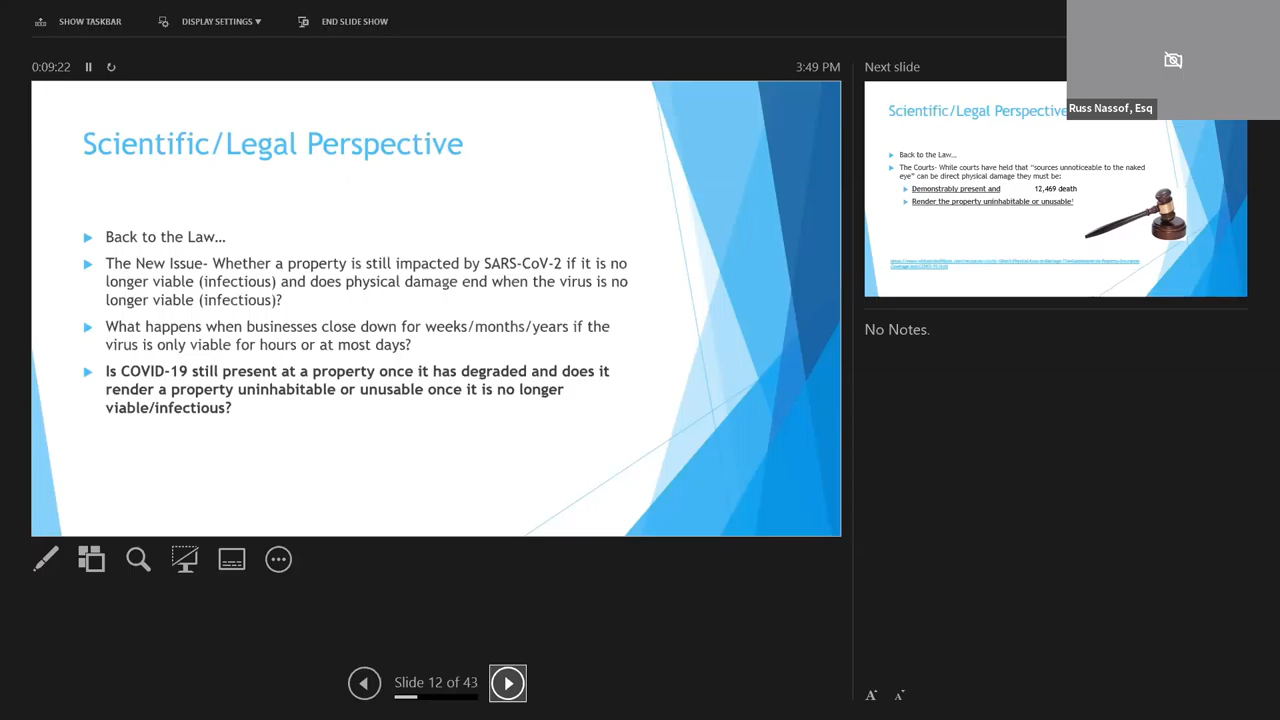 SHOW TASKBAR
DISPLAY SETTINGS ▼
END SLIDE SHOW
0:09:22
3:49 PM
Scientific/Legal Perspective
Back to the Law…
The New Issue- Whether a property is still impacted by SARS-CoV-2 if it is no
longer viable (infectious) and does physical damage end when the virus is no
longer viable (infectious)?
What happens when businesses close down for weeks/months/years if the
virus is only viable for hours or at most days?
Is COVID-19 still present at a property once it has degraded and does it
render a property uninhabitable or unusable once it is no longer
viable/infectious?
Slide 12 of 43
Next slide
Russ Nassof, Esq
Scientific/Legal Perspective
Back to the Law…
The Courts- While courts have held that "sources unnoticeable to the naked
eye" can be direct physical damage they must be:
Demonstrably present and 12,469 death
Render the property uninhabitable or unusable
No Notes.
A A